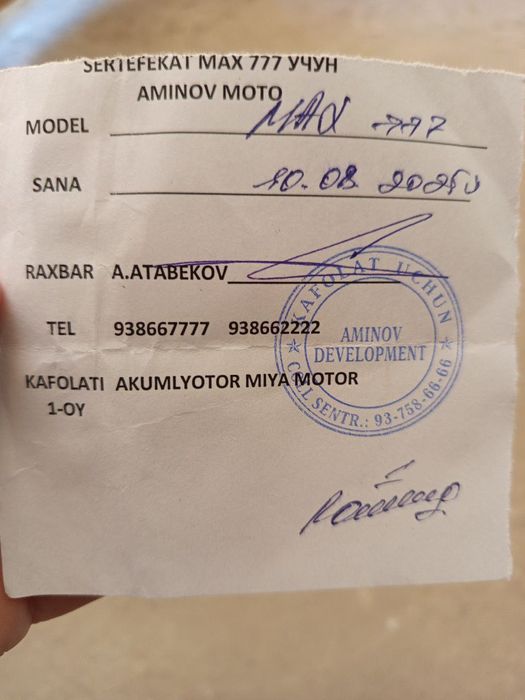 SERTEFEKAT MAX 777 УЧУН
AMINOV MOTO
MODEL MAX 777
SANA 10.08 2025
RAXBAR A.ATABEKOV
TEL 938667777 938662222
KAFOLATI AKUMLYOTOR MIYA MOTOR
1-OY
KAFOLAT UCHUN
AMINOV
DEVELOPMENT
CALL SENTR.: 93-758-66-66